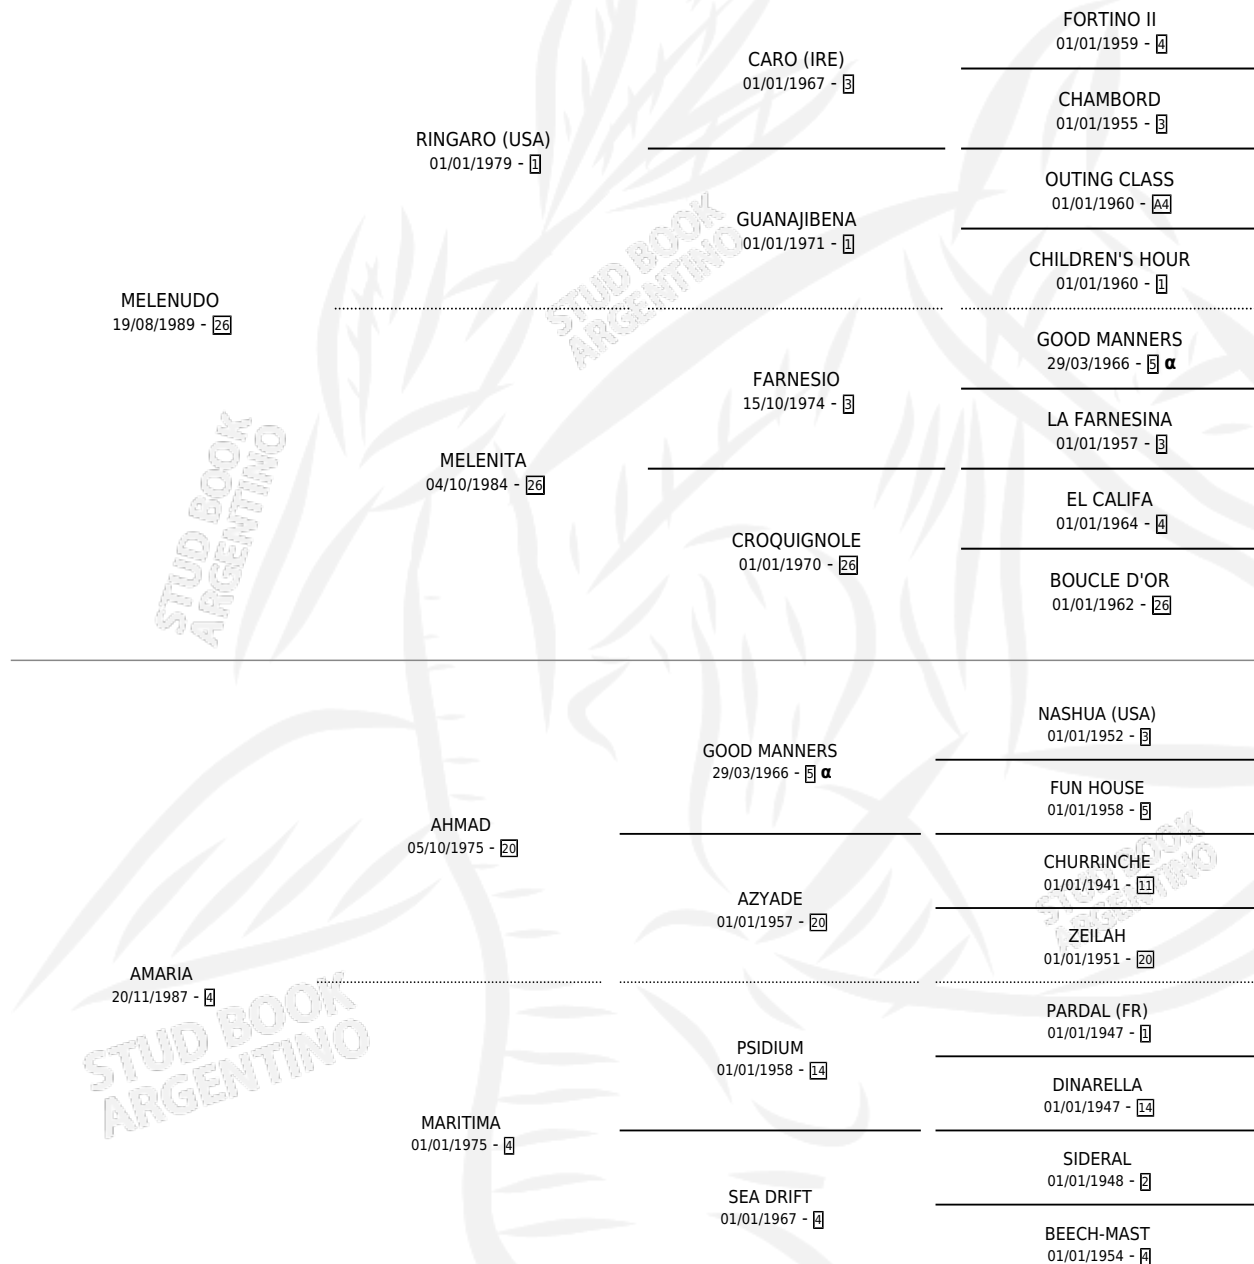 FORTINO II
01/01/1959 - 4
CARO (IRE)
01/01/1967 - 3
CHAMBORD
01/01/1955 - 3
RINGARO (USA)
01/01/1979 - 1
OUTING CLASS
01/01/1960 - A4
GUANAJIBENA
01/01/1971 - 1
CHILDREN'S HOUR
01/01/1960 - 1
MELENUDO
19/08/1989 - 26
GOOD MANNERS
29/03/1966 - 5 α
FARNESIO
15/10/1974 - 3
LA FARNESINA
01/01/1957 - 3
MELENITA
04/10/1984 - 26
EL CALIFA
01/01/1964 - 4
CROQUIGNOLE
01/01/1970 - 26
BOUCLE D'OR
01/01/1962 - 26
NASHUA (USA)
01/01/1952 - 3
GOOD MANNERS
29/03/1966 - 5 α
FUN HOUSE
01/01/1958 - 5
AHMAD
05/10/1975 - 20
CHURRINCHE
01/01/1941 - 11
AZYADE
01/01/1957 - 20
ZEILAH
01/01/1951 - 20
AMARIA
20/11/1987 - 4
PARDAL (FR)
01/01/1947 - 1
PSIDIUM
01/01/1958 - 14
DINARELLA
01/01/1947 - 14
MARITIMA
01/01/1975 - 4
SIDERAL
01/01/1948 - 2
SEA DRIFT
01/01/1967 - 4
BEECH-MAST
01/01/1954 - 4
STUD BOOK
ARGENTINO
STUD BOOK
ARGENTINO
STUD BOOK
ARGENTINO
STUD BOOK
ARGENTINO